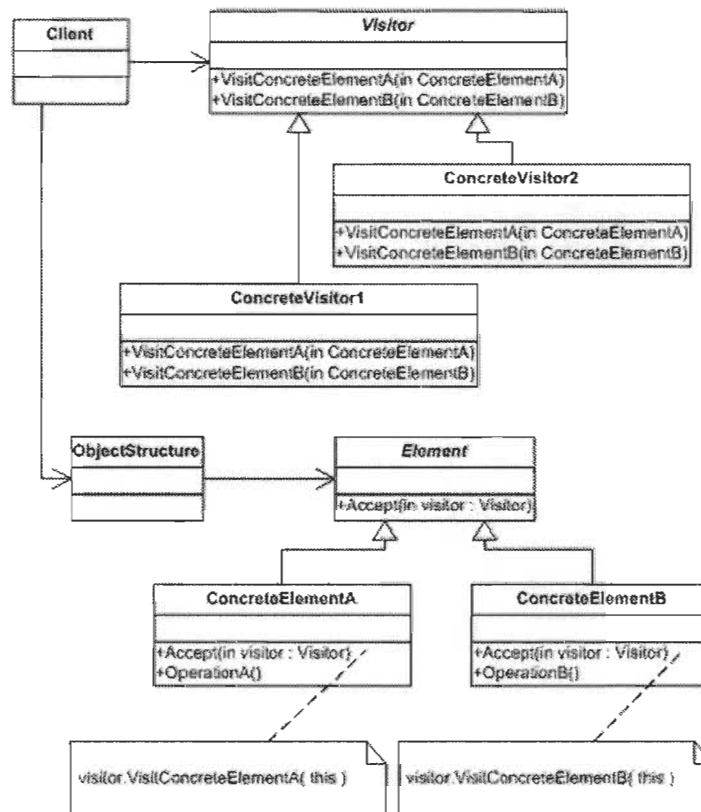 Client
Visitor
+VisitConcreteElementA(in ConcreteElementA)
+VisitConcreteElementB(in ConcreteElementB)
ConcreteVisitor2
+VisitConcreteElementA(in ConcreteElementA)
+VisitConcreteElementB(in ConcreteElementB)
ConcreteVisitor1
+VisitConcreteElementA(in ConcreteElementA)
+VisitConcreteElementB(in ConcreteElementB)
ObjectStructure
Element
+Accept(in visitor : Visitor)
ConcreteElementA
+Accept(in visitor : Visitor)
+OperationA()
ConcreteElementB
+Accept(in visitor : Visitor)
+OperationB()
visitor.VisitConcreteElementA( this )
visitor.VisitConcreteElementB( this )